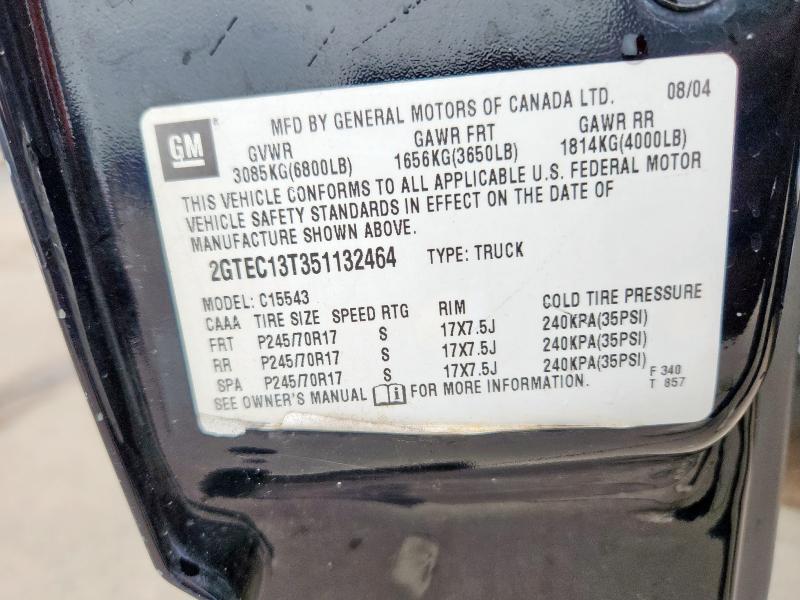 MFD BY GENERAL MOTORS OF CANADA LTD. 08/04
GM
GVWR GAWR FRT GAWR RR
3085KG(6800LB) 1656KG(3650LB) 1814KG(4000LB)
THIS VEHICLE CONFORMS TO ALL APPLICABLE U.S. FEDERAL MOTOR
VEHICLE SAFETY STANDARDS IN EFFECT ON THE DATE OF
MANUFACTURE SHOWN ABOVE.
2GTEC13T351132464 TYPE: TRUCK
MODEL: C15543
CAAA TIRE SIZE SPEED RTG RIM COLD TIRE PRESSURE
FRT P245/70R17 S 17X7.5J 240KPA(35PSI)
RR P245/70R17 S 17X7.5J 240KPA(35PSI)
SPA P245/70R17 S 17X7.5J 240KPA(35PSI)
SEE OWNER'S MANUAL FOR MORE INFORMATION.
F 340
T 857